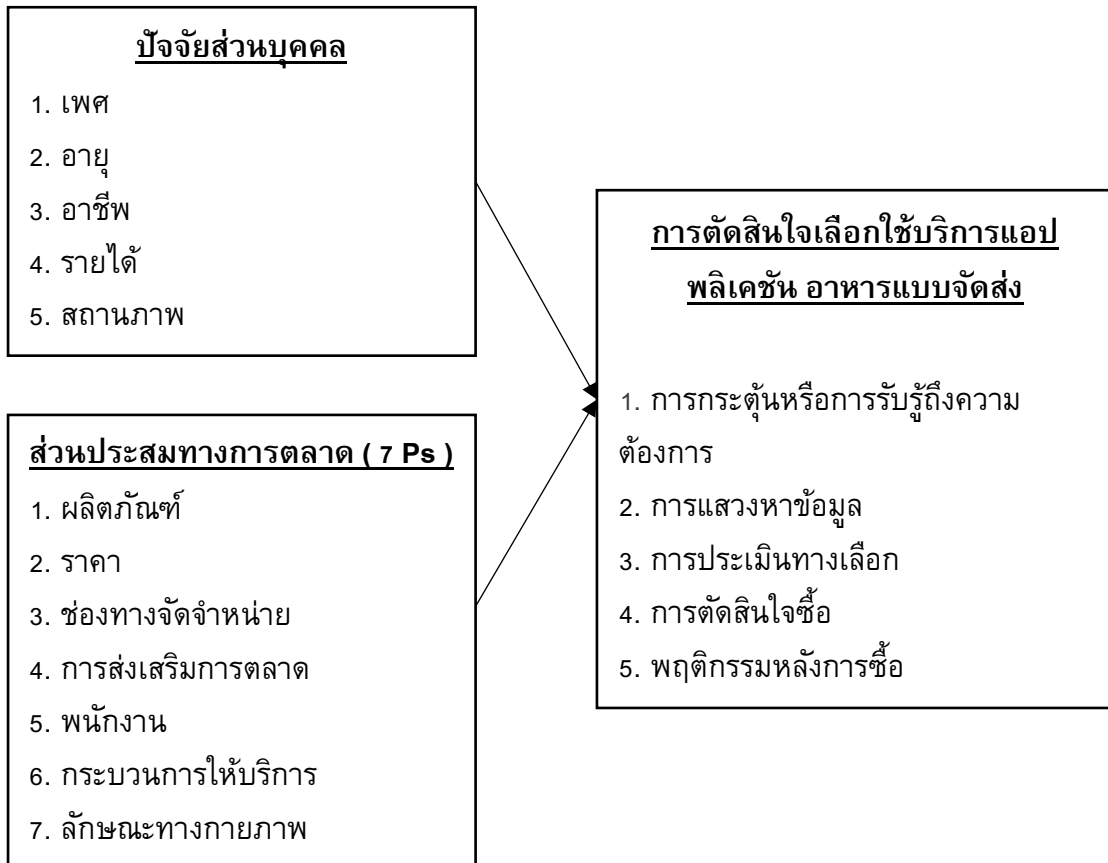 ปัจจัยส่วนบุคคล
1. เพศ
2. อายุ
3. อาชีพ
4. รายได้
5. สถานภาพ
ส่วนประสมทางการตลาด ( 7 Ps )
1. ผลิตภัณฑ์
2. ราคา
3. ช่องทางจัดจำหน่าย
4. การส่งเสริมการตลาด
5. พนักงาน
6. กระบวนการให้บริการ
7. ลักษณะทางกายภาพ
การตัดสินใจเลือกใช้บริการแอป
พลิเคชัน อาหารแบบจัดส่ง
1. การกระตุ้นหรือการรับรู้ถึงความ
ต้องการ
2. การแสวงหาข้อมูล
3. การประเมินทางเลือก
4. การตัดสินใจซื้อ
5. พฤติกรรมหลังการซื้อ